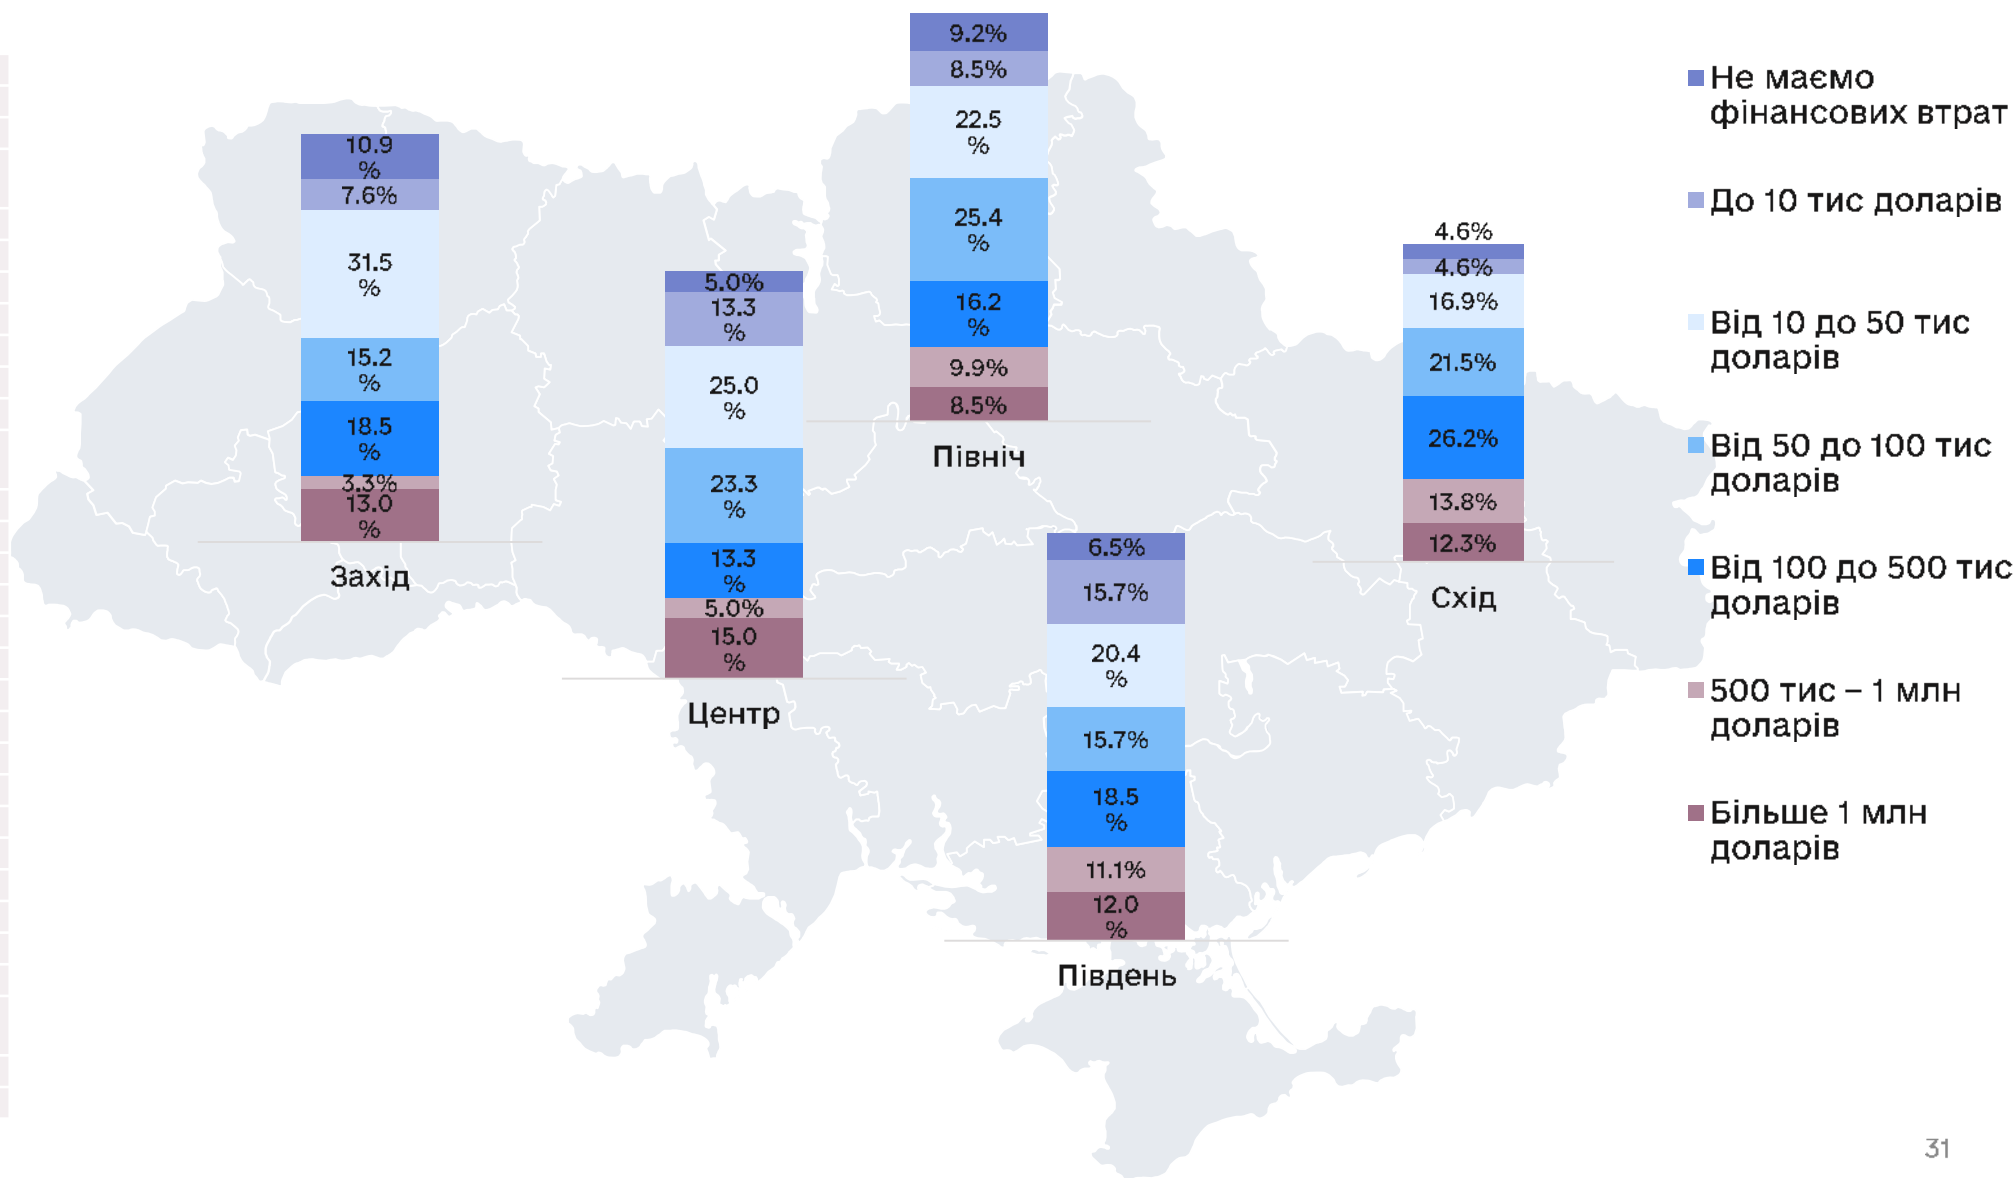 10.9
%
7.6%
31.5
%
15.2
%
18.5
%
3.3%
13.0
%
Захід
5.0%
13.3
%
25.0
%
23.3
%
13.3
%
5.0%
15.0
%
Центр
9.2%
8.5%
22.5
%
25.4
%
16.2
%
9.9%
8.5%
Північ
6.5%
15.7%
20.4
%
15.7%
18.5
%
11.1%
12.0
%
Південь
4.6%
4.6%
16.9%
21.5%
26.2%
13.8%
12.3%
Схід
Не маємо
фінансових втрат
До 10 тис доларів
Від 10 до 50 тис
доларів
Від 50 до 100 тис
доларів
Від 100 до 500 тис
доларів
500 тис – 1 млн
доларів
Більше 1 млн
доларів
31